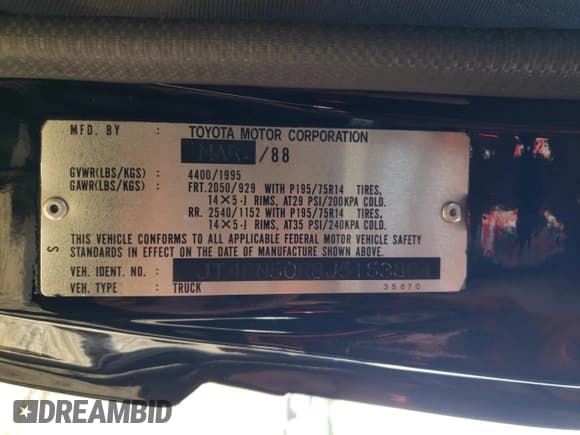 MFD. BY : TOYOTA MOTOR CORPORATION
MAR. /88
GVWR(LBS/KGS) : 4400/1995
GAWR(LBS/KGS) : FRT.2050/929 WITH P195/75R14 TIRES,
14×5-J RIMS, AT29 PSI/200KPA COLD.
RR. 2540/1152 WITH P195/75R14 TIRES,
14×5-J RIMS, AT35 PSI/240KPA COLD.
THIS VEHICLE CONFORMS TO ALL APPLICABLE FEDERAL MOTOR VEHICLE SAFETY
STANDARDS IN EFFECT ON THE DATE OF MANUFACTURE SHOWN ABOVE.
S
VEH. IDENT. NO. :
VEH. TYPE : TRUCK 35670
DREAMBID